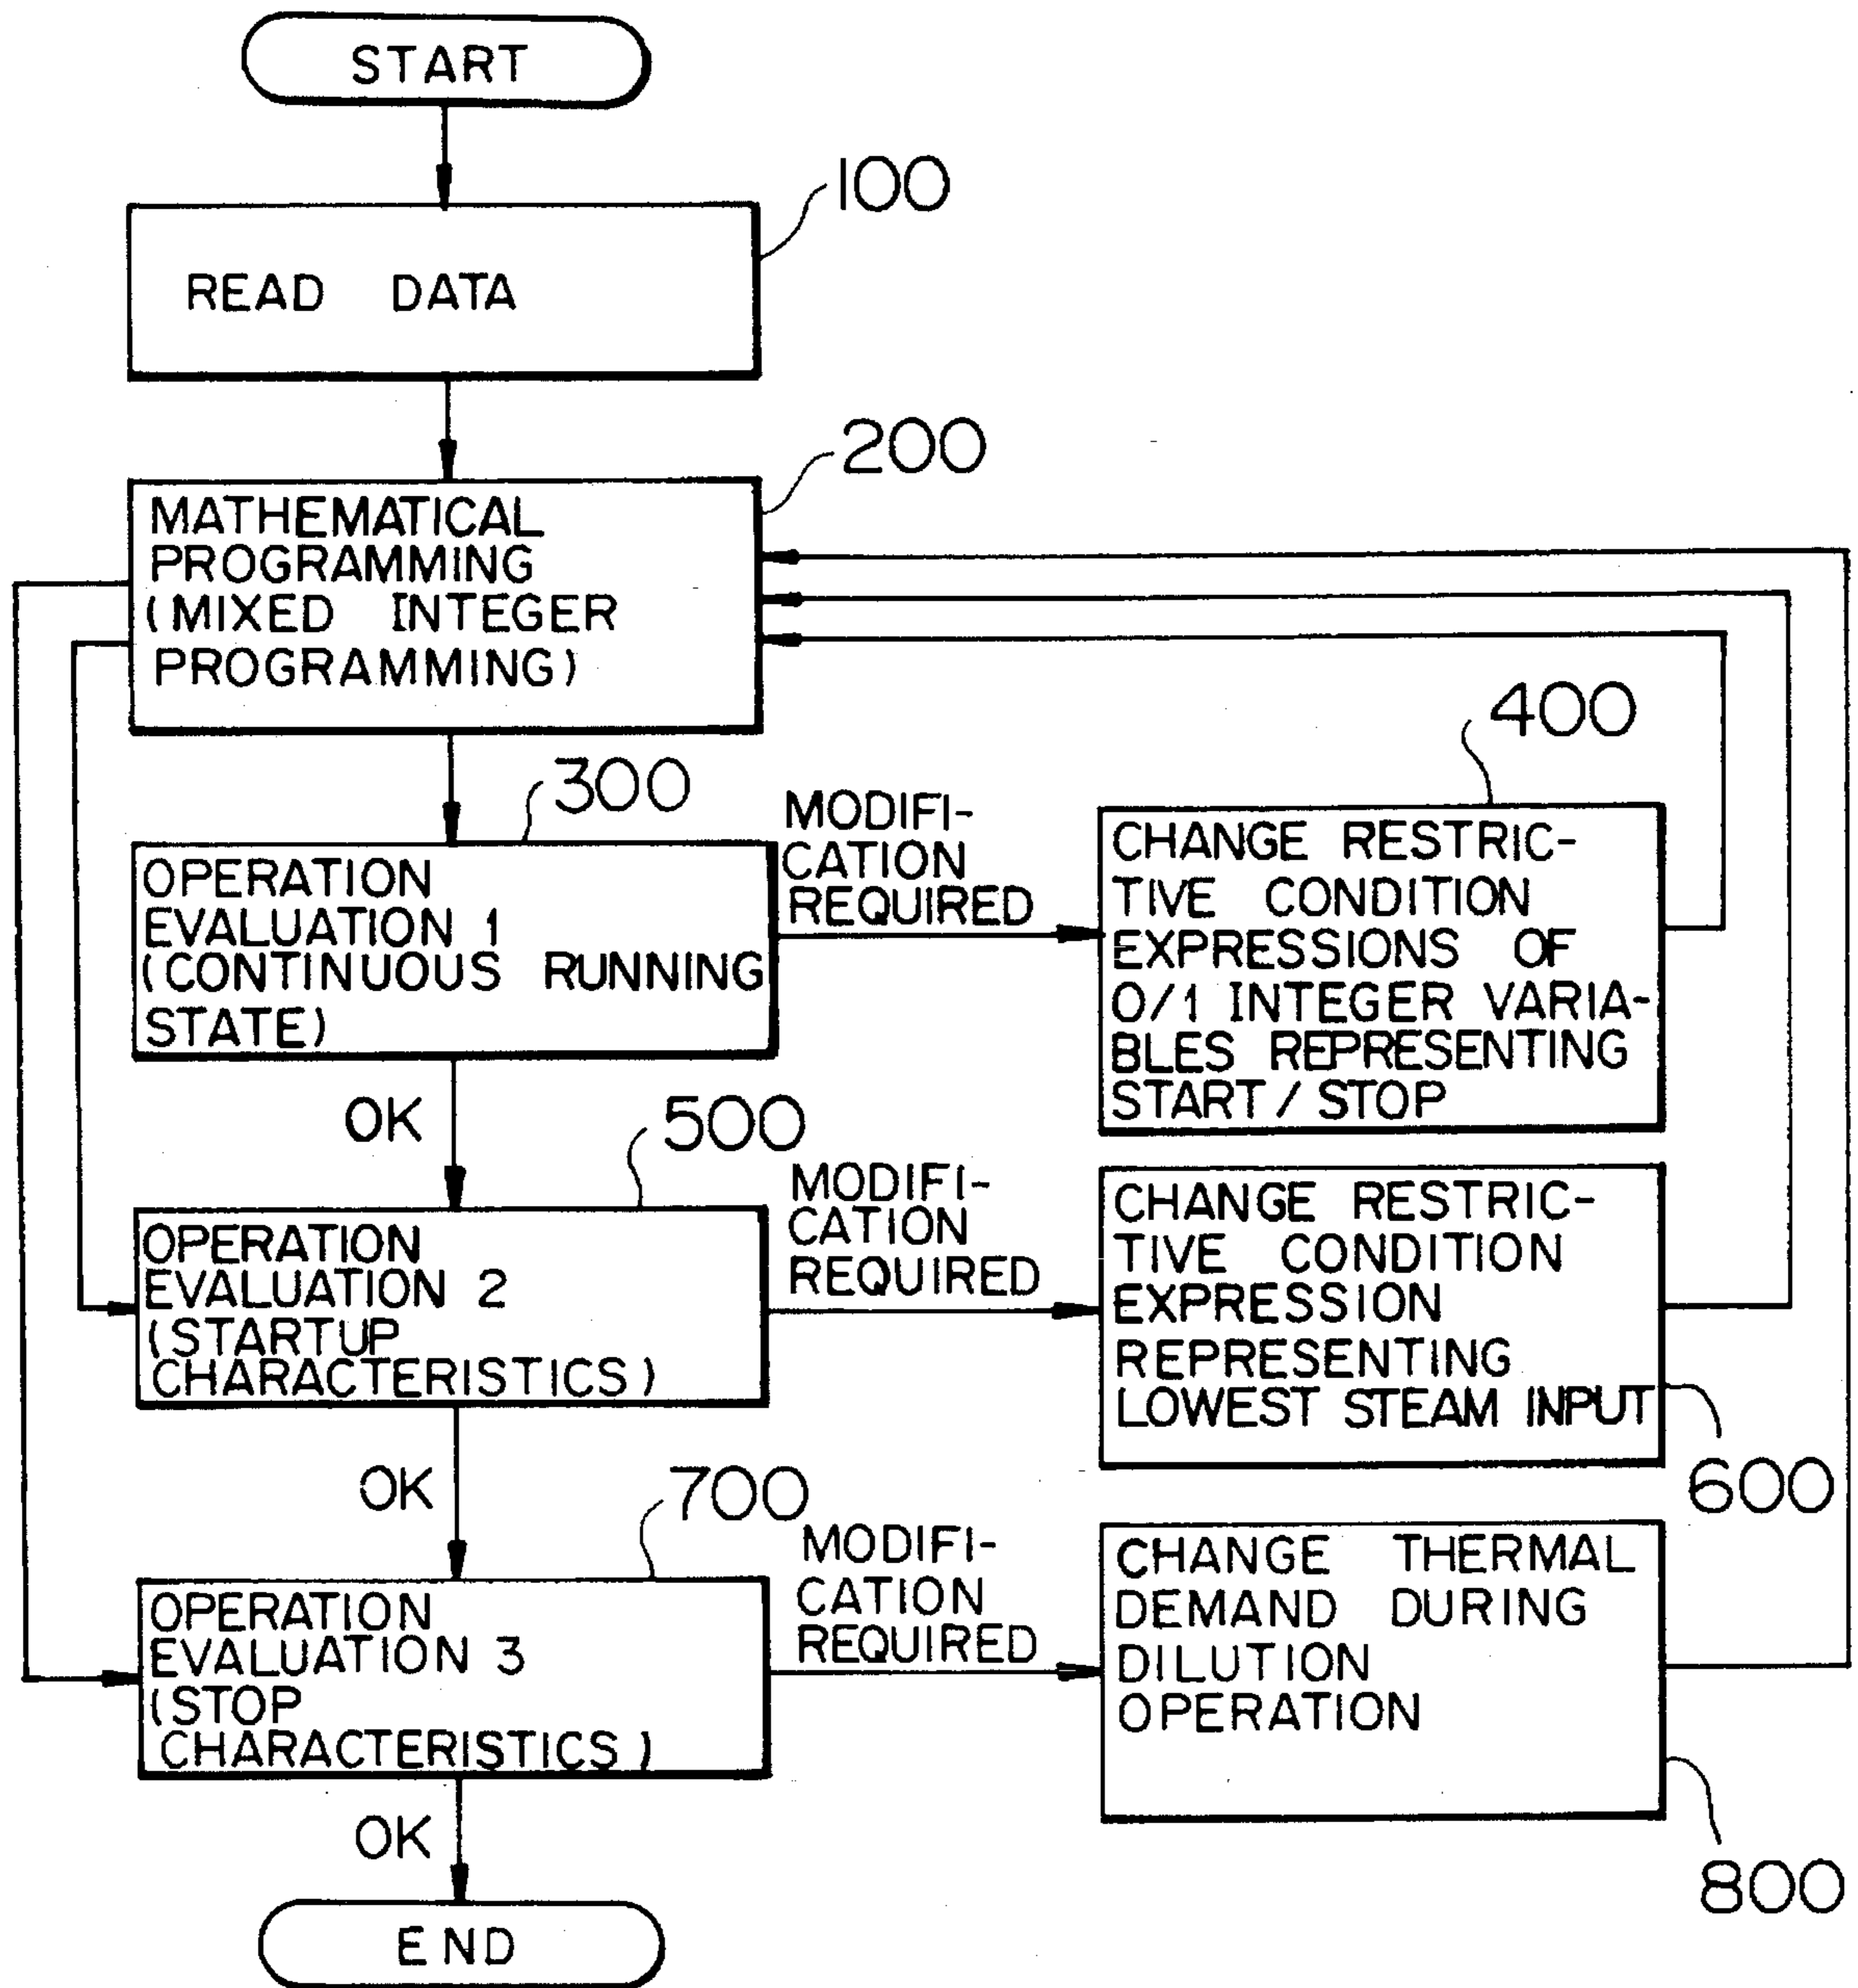 START
100
READ DATA
200
MATHEMATICAL
PROGRAMMING
(MIXED INTEGER
PROGRAMMING)
300
OPERATION
EVALUATION 1
(CONTINUOUS RUNNING
STATE)
MODIFI-
CATION
REQUIRED
400
CHANGE RESTRIC-
TIVE CONDITION
EXPRESSIONS OF
0/1 INTEGER VARIA-
BLES REPRESENTING
START / STOP
OK
500
OPERATION
EVALUATION 2
(STARTUP
CHARACTERISTICS)
MODIFI-
CATION
REQUIRED
CHANGE RESTRIC-
TIVE CONDITION
EXPRESSION
REPRESENTING
LOWEST STEAM INPUT
600
OK
700
OPERATION
EVALUATION 3
(STOP
CHARACTERISTICS)
MODIFI-
CATION
REQUIRED
CHANGE THERMAL
DEMAND DURING
DILUTION
OPERATION
800
OK
END